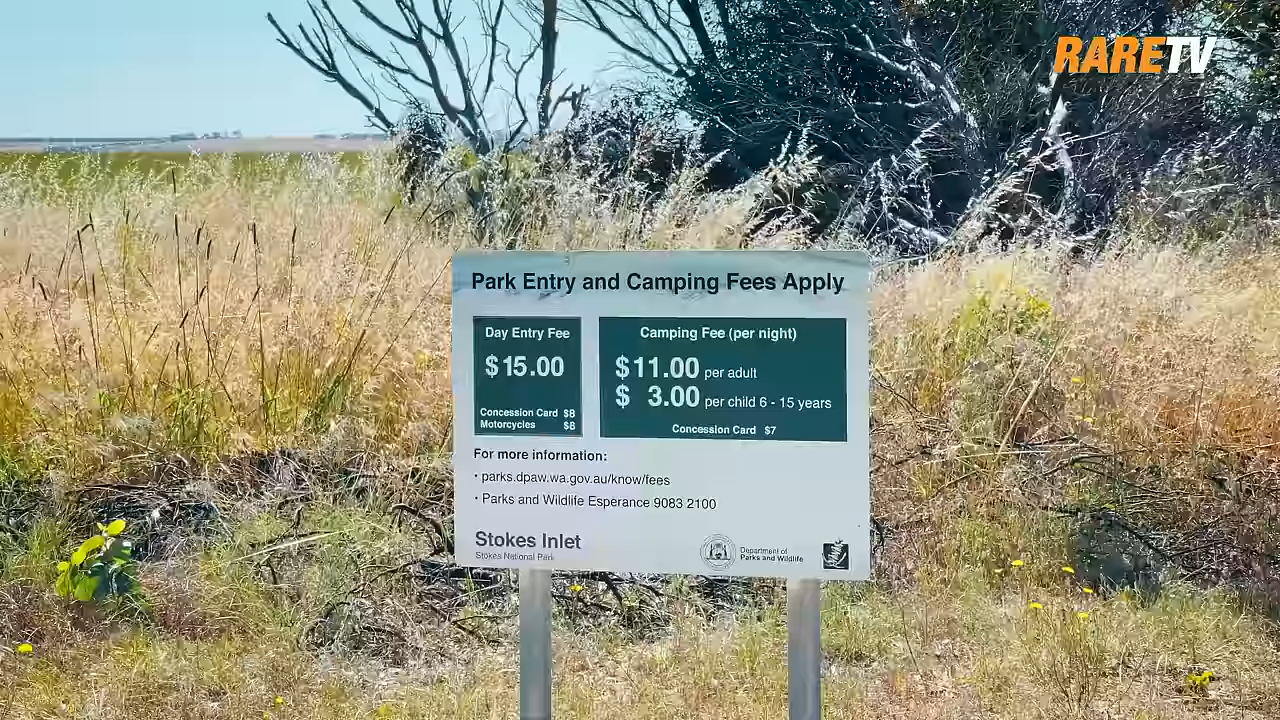 RARETV
Park Entry and Camping Fees Apply
Day Entry Fee
$15.00
Concession Card $8
Motorcycles $8
Camping Fee (per night)
$11.00 per adult
$ 3.00 per child 6 - 15 years
Concession Card $7
For more information:
• parks.dpaw.wa.gov.au/know/fees
• Parks and Wildlife Esperance 9083 2100
Stokes Inlet
Stokes National Park
Department of
Parks and Wildlife